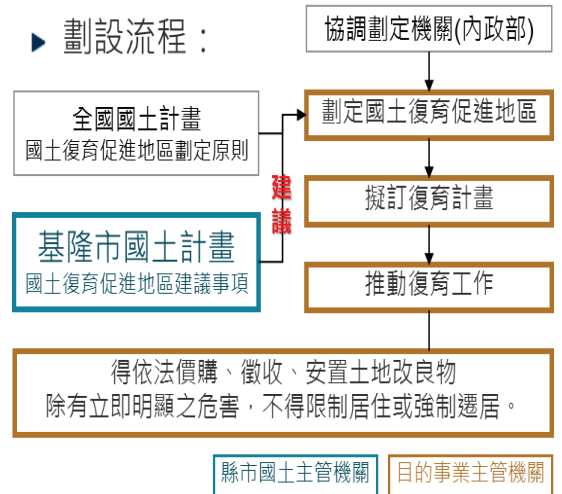 ▶ 劃設流程：
協調劃定機關(內政部)
全國國土計畫
國土復育促進地區劃定原則
劃定國土復育促進地區
建
議
擬訂復育計畫
基隆市國土計畫
國土復育促進地區建議事項
推動復育工作
得依法價購、徵收、安置土地改良物
除有立即明顯之危害，不得限制居住或強制遷居。
縣市國土主管機關
目的事業主管機關